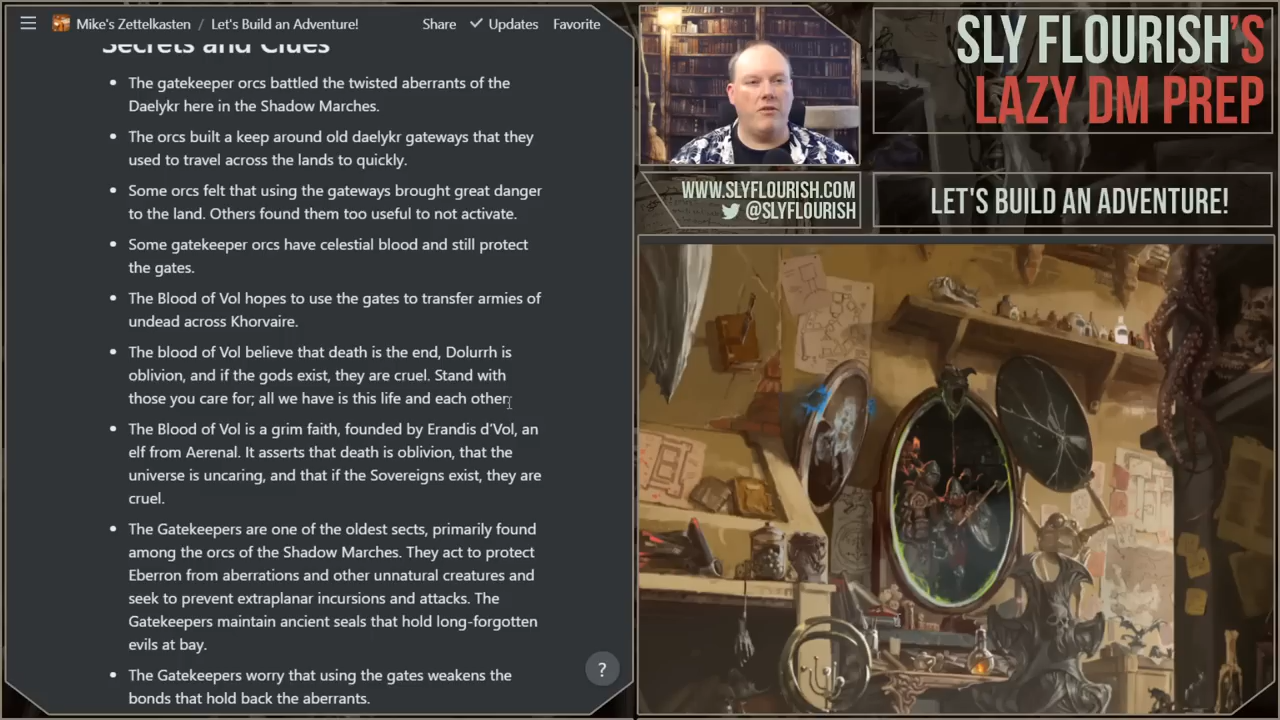 Mike's Zettelkasten / Let's Build an Adventure!
Share
Updates
Favorite
Secrets and Clues
The gatekeeper orcs battled the twisted aberrants of the
Daelykr here in the Shadow Marches.
The orcs built a keep around old daelykr gateways that they
used to travel across the lands to quickly.
Some orcs felt that using the gateways brought great danger
to the land. Others found them too useful to not activate.
Some gatekeeper orcs have celestial blood and still protect
the gates.
The Blood of Vol hopes to use the gates to transfer armies of
undead across Khorvaire.
The blood of Vol believe that death is the end, Dolurrh is
oblivion, and if the gods exist, they are cruel. Stand with
those you care for; all we have is this life and each other.
The Blood of Vol is a grim faith, founded by Erandis d'Vol, an
elf from Aerenal. It asserts that death is oblivion, that the
universe is uncaring, and that if the Sovereigns exist, they are
cruel.
The Gatekeepers are one of the oldest sects, primarily found
among the orcs of the Shadow Marches. They act to protect
Eberron from aberrations and other unnatural creatures and
seek to prevent extraplanar incursions and attacks. The
Gatekeepers maintain ancient seals that hold long-forgotten
evils at bay.
The Gatekeepers worry that using the gates weakens the
bonds that hold back the aberrants.
?
SLY FLOURISH'S
LAZY DM PREP
WWW.SLYFLOURISH.COM
@SLYFLOURISH
LET'S BUILD AN ADVENTURE!